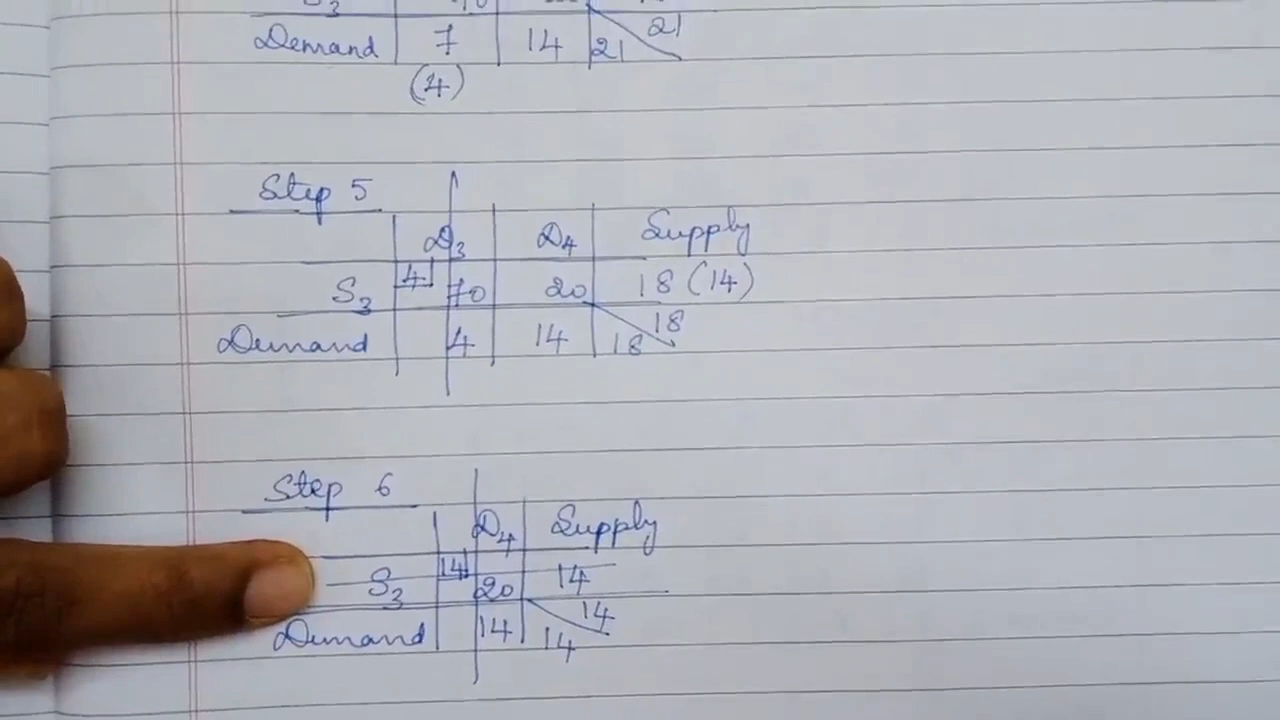 Demand 7 14 21 21
(4)
Step 5
D3 D4 Supply
S3 4 70 20 18 (14)
Demand 4 14 18 18
Step 6
D4 Supply
S3 14 20 14
Demand 14 14 14